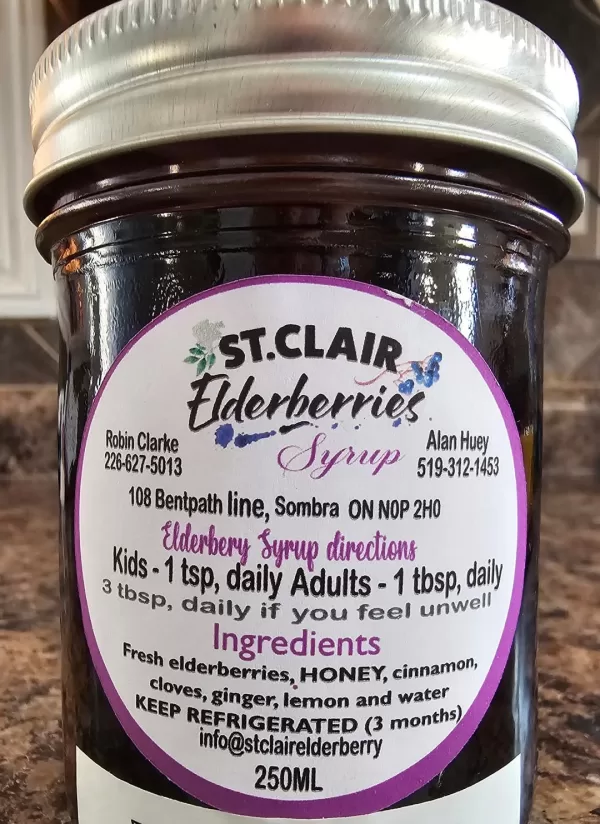 ST.CLAIR
Elderberries
Syrup
Robin Clarke
226-627-5013
Alan Huey
519-312-1453
108 Bentpath line, Sombra ON N0P 2H0
Elderbery Syrup directions
Kids - 1 tsp, daily Adults - 1 tbsp, daily
3 tbsp, daily if you feel unwell
Ingredients
Fresh elderberries, HONEY, cinnamon,
cloves, ginger, lemon and water
KEEP REFRIGERATED (3 months)
info@stclairelderberry
250ML